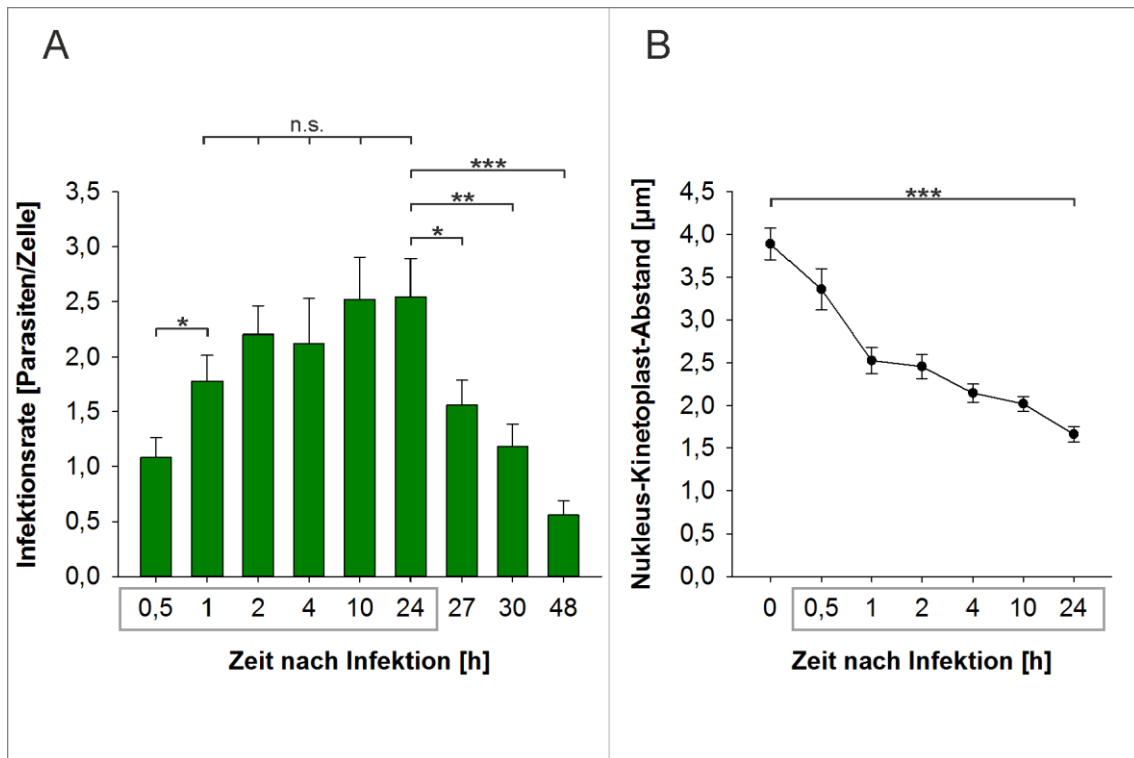 A
n.s.
***
**
*
*
Infektionsrate [Parasiten/Zelle]
3,5
3,0
2,5
2,0
1,5
1,0
0,5
0,0
0,5 1 2 4 10 24 27 30 48
Zeit nach Infektion [h]
B
***
Nukleus-Kinetoplast-Abstand [µm]
4,5
4,0
3,5
3,0
2,5
2,0
1,5
1,0
0,5
0,0
0 0,5 1 2 4 10 24
Zeit nach Infektion [h]